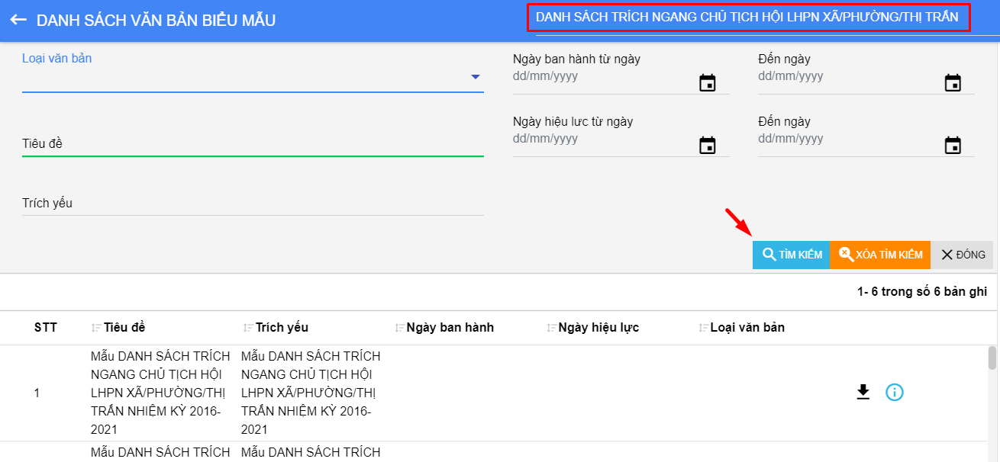 DANH SÁCH VĂN BẢN BIỂU MẪU
DANH SÁCH TRÍCH NGANG CHỦ TỊCH HỘI LHPN XÃ/PHƯỜNG/THỊ TRẤN
Loại văn bản
Ngày ban hành từ ngày
Đến ngày
dd/mm/yyyy
dd/mm/yyyy
Ngày hiệu lưc từ ngày
Đến ngày
dd/mm/yyyy
dd/mm/yyyy
Tiêu đề
Trích yếu
TÌM KIẾM
XÓA TÌM KIẾM
ĐÓNG
1- 6 trong số 6 bản ghi
STT
Tiêu đề
Trích yếu
Ngày ban hành
Ngày hiệu lực
Loại văn bản
1
Mẫu DANH SÁCH TRÍCH
NGANG CHỦ TỊCH HỘI
LHPN XÃ/PHƯỜNG/THỊ
TRẤN NHIỆM KỲ 2016-
2021
Mẫu DANH SÁCH TRÍCH
NGANG CHỦ TỊCH HỘI
LHPN XÃ/PHƯỜNG/THỊ
TRẤN NHIỆM KỲ 2016-
2021
Mẫu DANH SÁCH TRÍCH
Mẫu DANH SÁCH TRÍCH